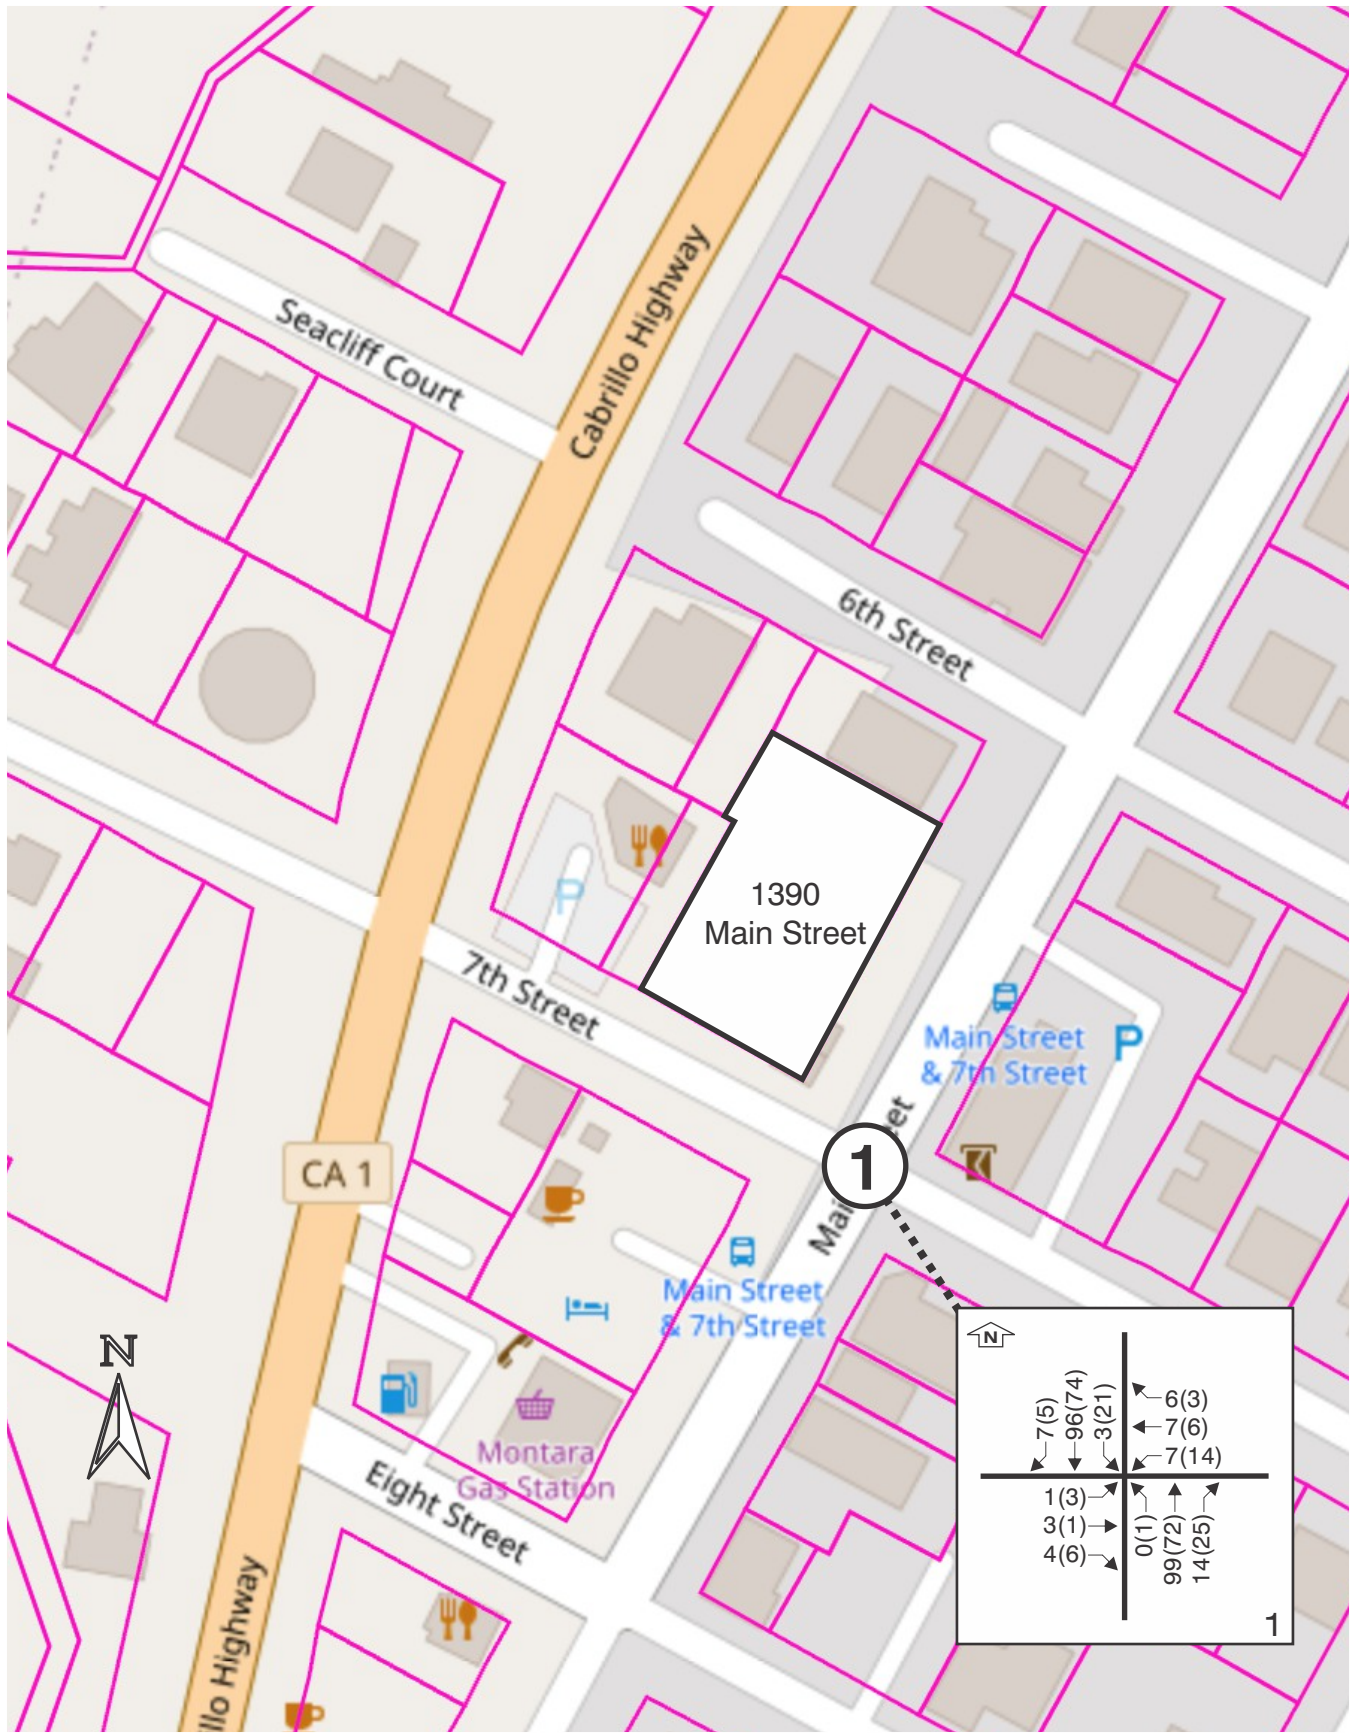 Seacliff Court
Cabrillo Highway
6th Street
1390
Main Street
P
7th Street
Main Street
& 7th Street
P
CA 1
1
Main Street
& 7th Street
N
Montara
Gas Station
Eight Street
N
7(5)
96(74)
3(21)
6(3)
7(6)
7(14)
1(3)
3(1)
4(6)
0(1)
99(72)
14(25)
1
llo Highway